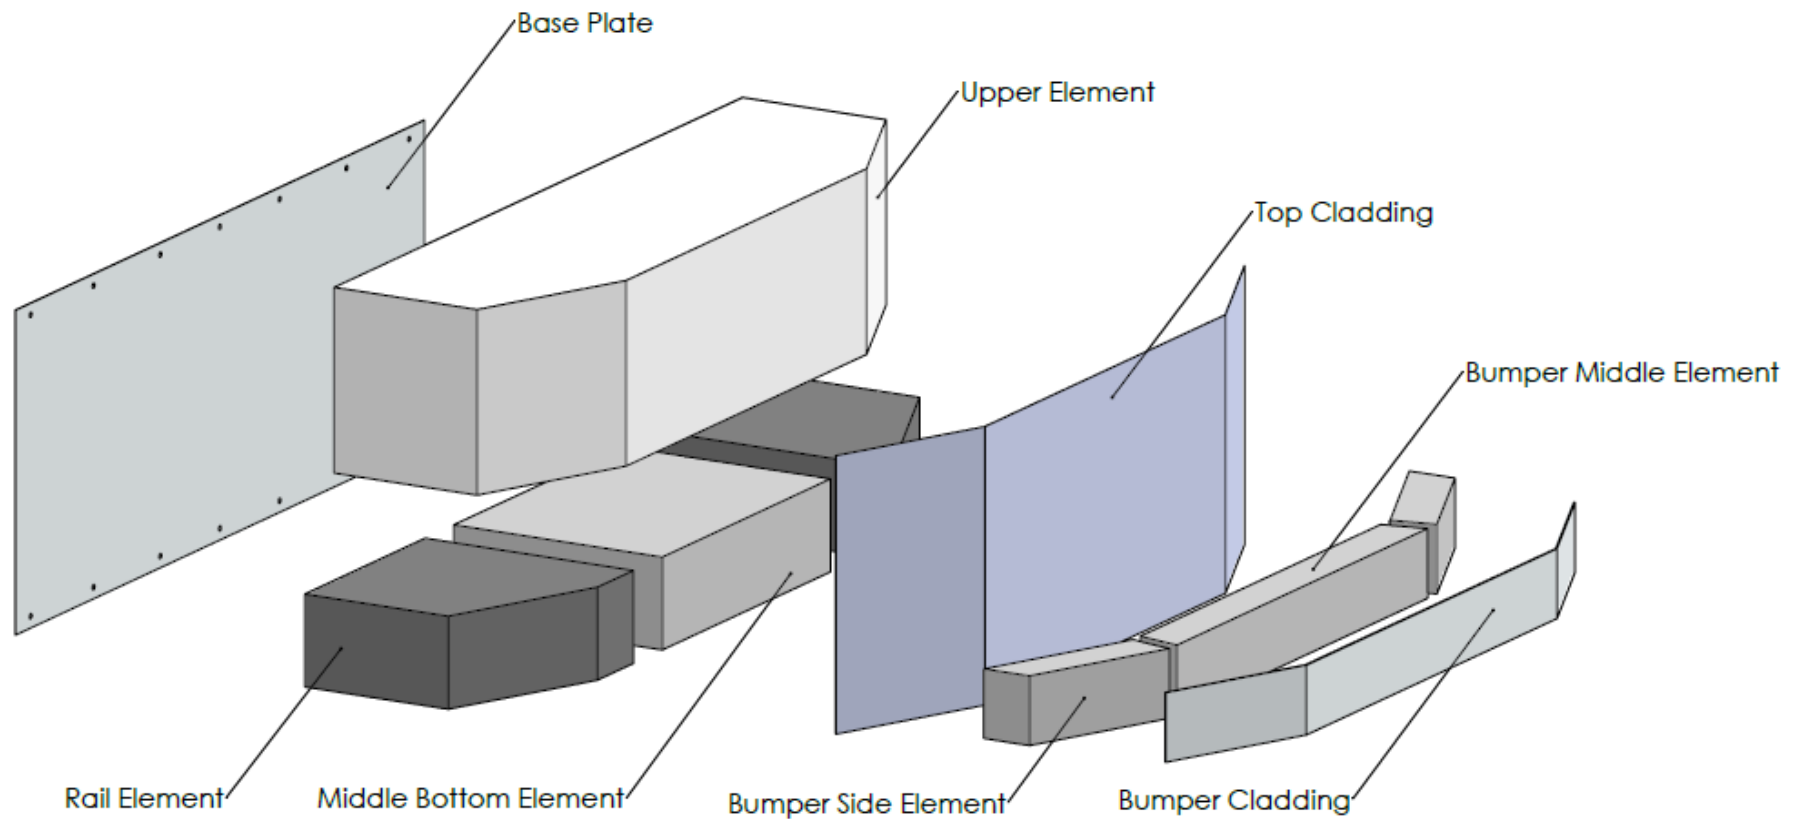 Base Plate
Upper Element
Top Cladding
Bumper Middle Element
Rail Element
Middle Bottom Element
Bumper Side Element
Bumper Cladding